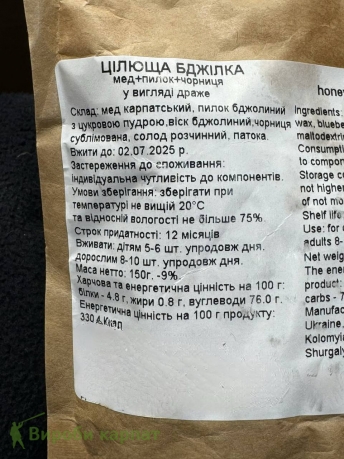 ЦІЛЮЩА БДЖІЛКА
мед+пилок+чорниця
у вигляді драже
Склад: мед карпатський, пилок бджолиний
з цукровою пудрою,віск бджолиний,чорниця
сублімована, солод розчинний, патока.
Вжити до: 02.07.2025 р.
Застереження до споживання:
Індивідуальна чутливість до компонентів.
Умови зберігання: зберігати при
температурі не вищій 20°C
та відносній вологості не більше 75%.
Строк придатності: 12 місяців
Вживати: дітям 5-6 шт. упродовж дня.
дорослим 8-10 шт. упродовж дня.
Маса нетто: 150г. -9%.
Харчова та енергетична цінність на 100 г:
білки - 4.8 г, жири 0.8 г, вуглеводи 76.0 г.
Енергетична цінність на 100 г продукту:
330 Ккал
honey
Ingredients:
wax, bluebe
maltodextri
Consumpti
to compone
Storage co
not higher
of not mo
Shelf life
Use: for c
adults 8-
Net weig
The ener
product:
carbs - 7
Manufac
Ukraine,
Kolomyia
Shurgaly